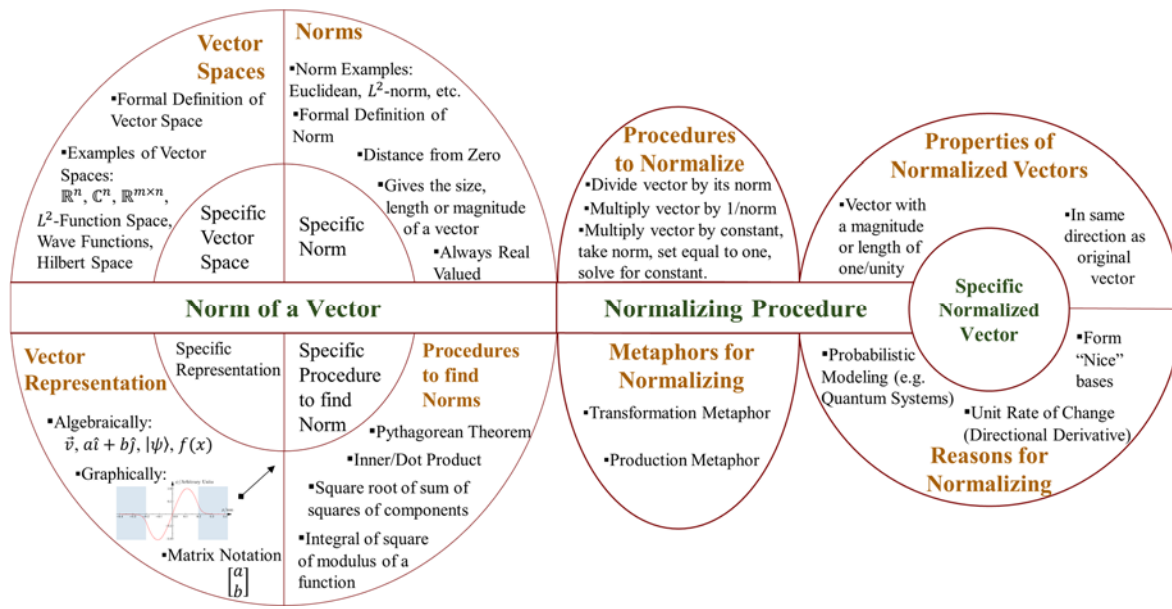 Vector
Spaces
▪Formal Definition of
Vector Space
▪Examples of Vector
Spaces:
ℝⁿ, ℂⁿ, ℝᵐˣⁿ,
L²-Function Space,
Wave Functions,
Hilbert Space
Specific
Vector
Space
Norms
▪Norm Examples:
Euclidean, L²-norm, etc.
▪Formal Definition of
Norm
▪Distance from Zero
▪Gives the size,
length or magnitude
of a vector
▪Always Real
Valued
Specific
Norm
Norm of a Vector
Vector
Representation
Specific
Representation
▪Algebraically:
v⃗, aî + bĵ, |ψ⟩, f(x)
▪Graphically:
▪Matrix Notation
[a
b]
Specific
Procedure
to find
Norm
Procedures
to find
Norms
▪Pythagorean Theorem
▪Inner/Dot Product
▪Square root of sum of
squares of components
▪Integral of square
of modulus of a
function
Procedures
to Normalize
▪Divide vector by its norm
▪Multiply vector by 1/norm
▪Multiply vector by constant,
take norm, set equal to one,
solve for constant.
Normalizing Procedure
Metaphors for
Normalizing
▪Transformation Metaphor
▪Production Metaphor
Properties of
Normalized Vectors
▪Vector with
a magnitude
or length of
one/unity
▪In same
direction as
original
vector
Specific
Normalized
Vector
▪Probabilistic
Modeling (e.g.
Quantum Systems)
▪Form
“Nice”
bases
▪Unit Rate of Change
(Directional Derivative)
Reasons for
Normalizing